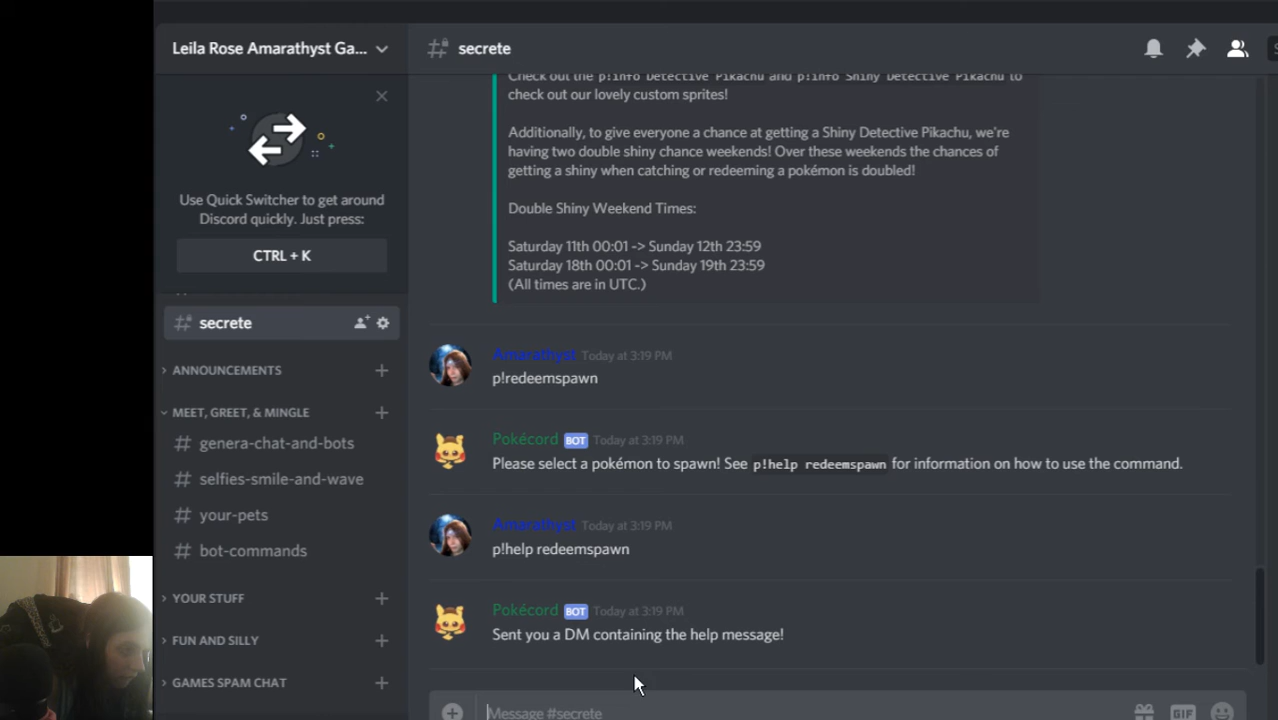 Leila Rose Amarathyst Ga...
secrete
Use Quick Switcher to get around
Discord quickly. Just press:
CTRL + K
secrete
ANNOUNCEMENTS
MEET, GREET, & MINGLE
genera-chat-and-bots
selfies-smile-and-wave
your-pets
bot-commands
YOUR STUFF
FUN AND SILLY
GAMES SPAM CHAT
Check out the p!info Detective Pikachu and p!info Shiny Detective Pikachu to
check out our lovely custom sprites!
Additionally, to give everyone a chance at getting a Shiny Detective Pikachu, we're
having two double shiny chance weekends! Over these weekends the chances of
getting a shiny when catching or redeeming a pokémon is doubled!
Double Shiny Weekend Times:
Saturday 11th 00:01 -> Sunday 12th 23:59
Saturday 18th 00:01 -> Sunday 19th 23:59
(All times are in UTC.)
Amarathyst Today at 3:19 PM
p!redeemspawn
Pokécord BOT Today at 3:19 PM
Please select a pokémon to spawn! See p!help redeemspawn for information on how to use the command.
Amarathyst Today at 3:19 PM
p!help redeemspawn
Pokécord BOT Today at 3:19 PM
Sent you a DM containing the help message!
Message #secrete
GIF